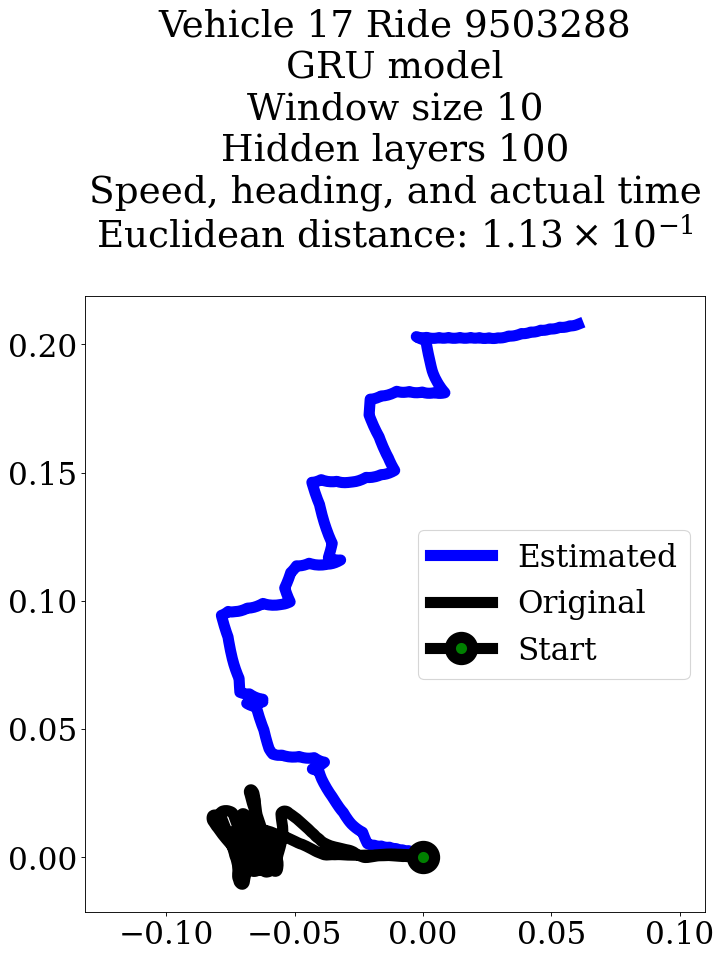 Vehicle 17 Ride 9503288
GRU model
Window size 10
Hidden layers 100
Speed, heading, and actual time
Euclidean distance: 1.13 × 10⁻¹
0.20
0.15
0.10
0.05
0.00
Estimated
Original
Start
−0.10 −0.05 0.00 0.05 0.10